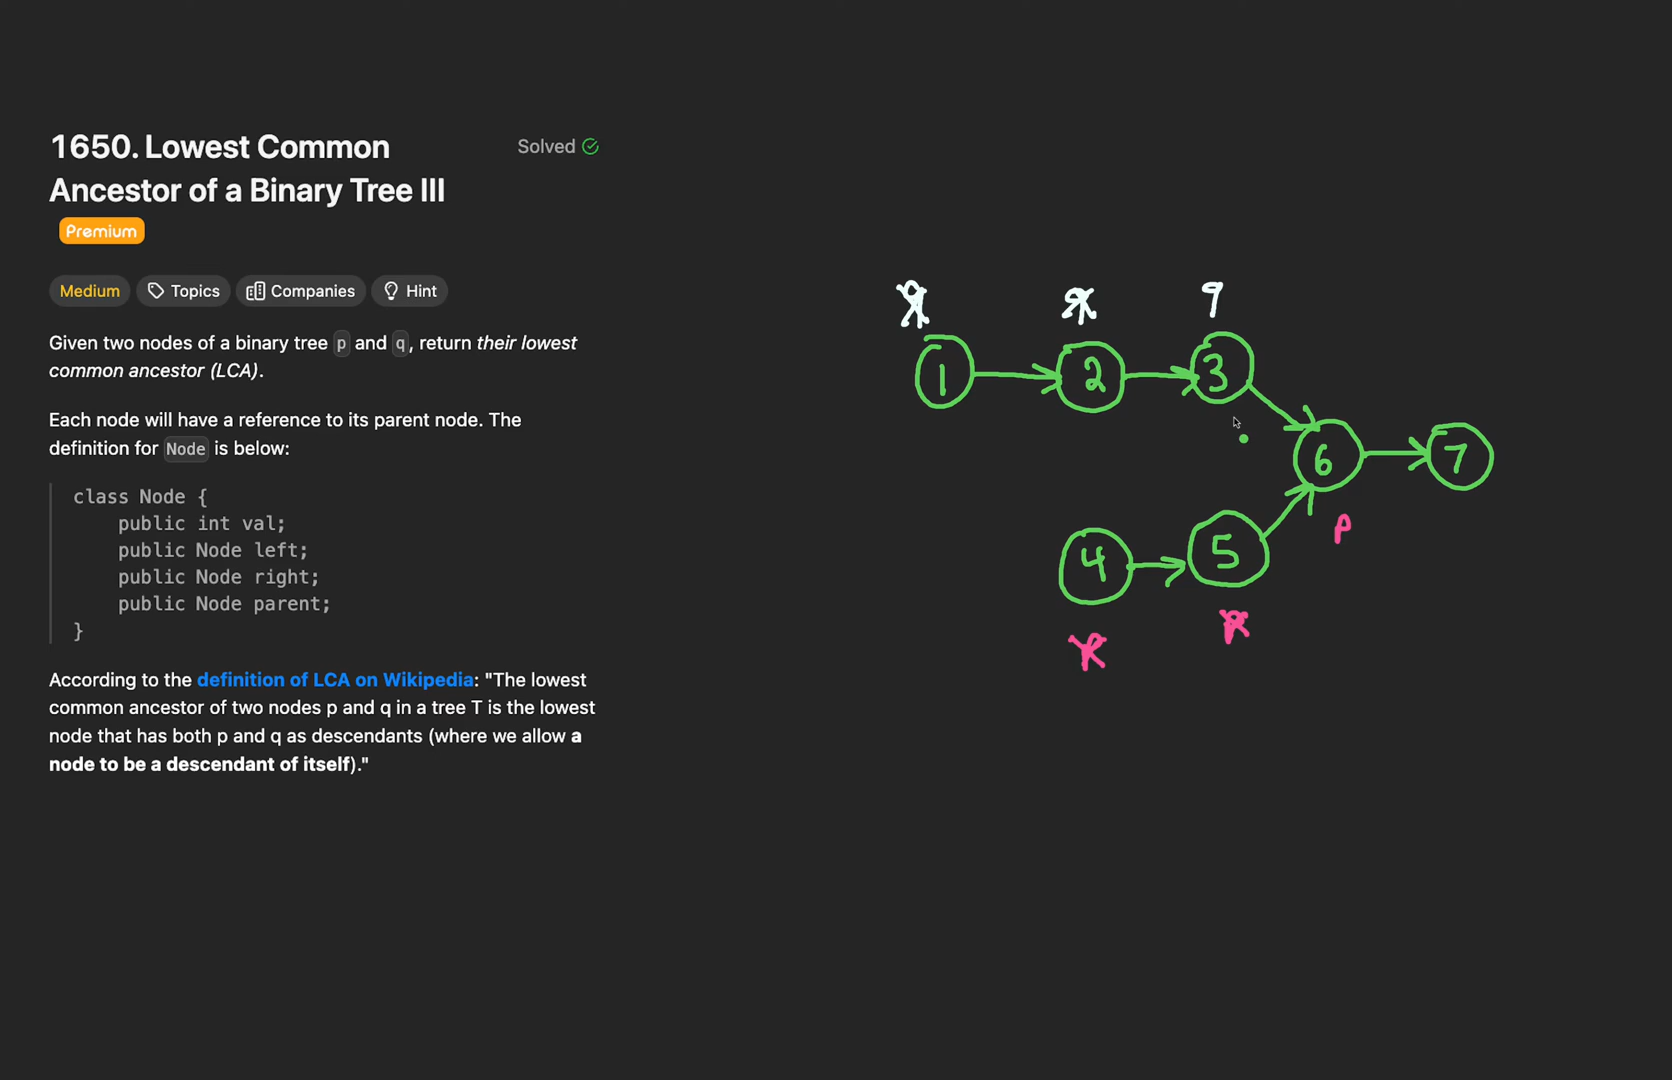 1650. Lowest Common
Ancestor of a Binary Tree III
Solved
Premium
Medium
Topics
Companies
Hint
Given two nodes of a binary tree p and q, return their lowest
common ancestor (LCA).
Each node will have a reference to its parent node. The
definition for Node is below:
class Node {
public int val;
public Node left;
public Node right;
public Node parent;
}
According to the definition of LCA on Wikipedia: "The lowest
common ancestor of two nodes p and q in a tree T is the lowest
node that has both p and q as descendants (where we allow a
node to be a descendant of itself)."
q
1
2
3
6
7
4
5
p